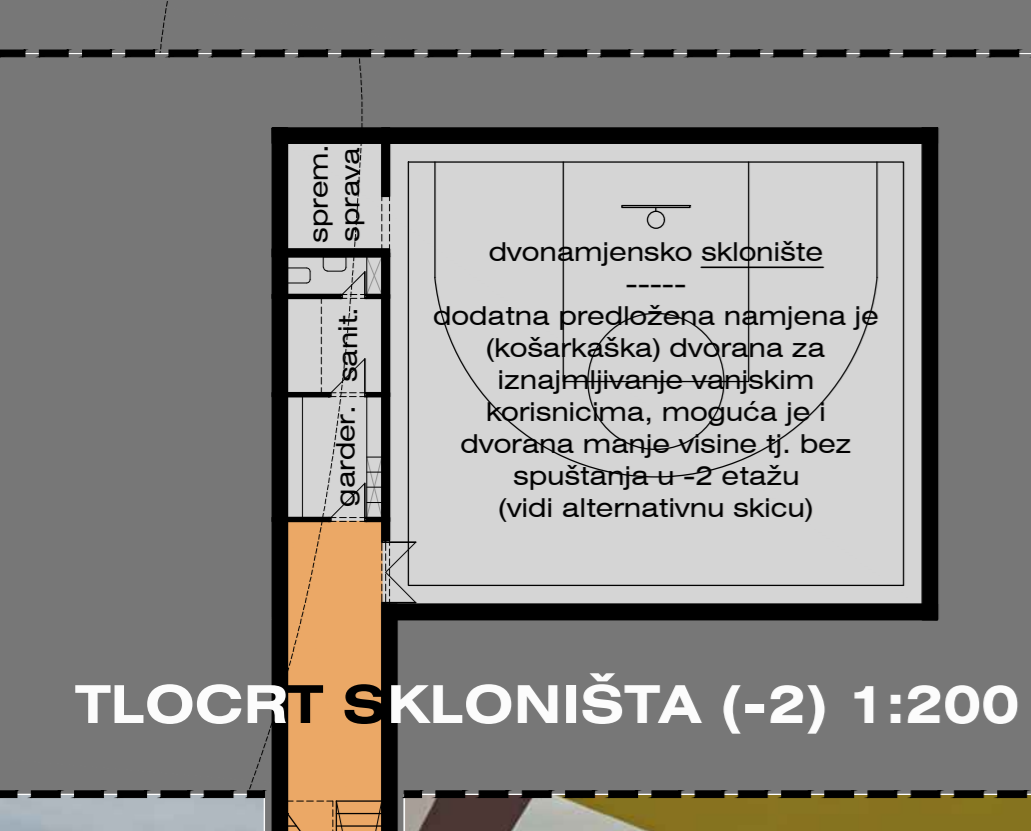 sprem.
sprava
dvonamjensko sklonište
-----
dodatna predložena namjena je
(košarkaška) dvorana za
iznajmljivanje vanjskim
korisnicima, moguća je i
dvorana manje visine tj. bez
spuštanja u -2 etažu
(vidi alternativnu skicu)
garder. sanit.
TLOCRT SKLONIŠTA (-2) 1:200